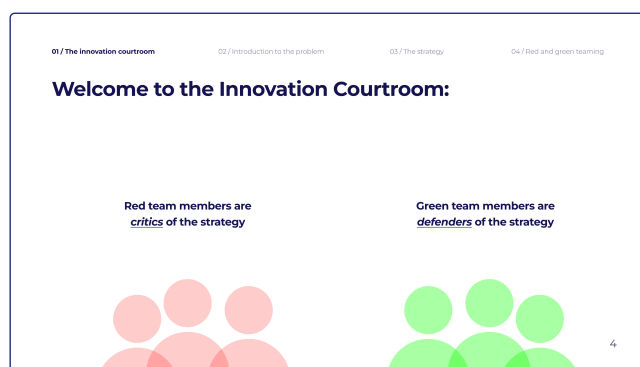 01 / The innovation courtroom
02 / Introduction to the problem
03 / The strategy
04 / Red and green teaming
Welcome to the Innovation Courtroom:
Red team members are
critics of the strategy
Green team members are
defenders of the strategy
4